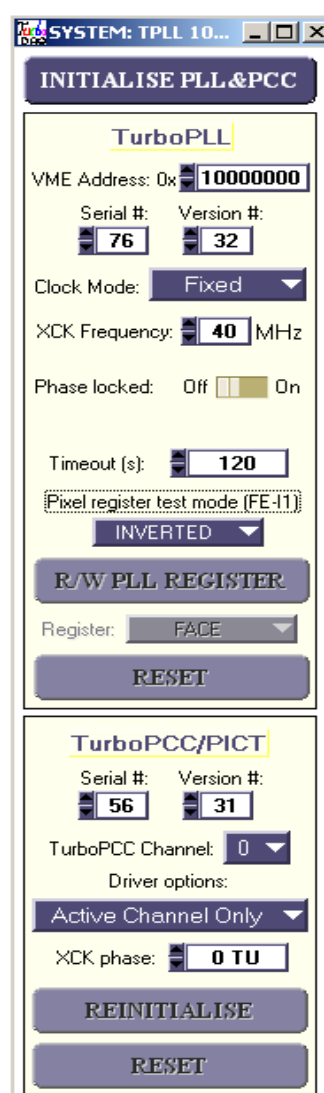 SYSTEM: TPLL 10...
INITIALISE PLL&PCC
TurboPLL
VME Address: 0x 10000000
Serial #: Version #:
76 32
Clock Mode: Fixed
XCK Frequency: 40 MHz
Phase locked: Off On
Timeout (s): 120
Pixel register test mode (FE-I1)
INVERTED
R/W PLL REGISTER
Register: FACE
RESET
TurboPCC/PICT
Serial #: Version #:
56 31
TurboPCC Channel: 0
Driver options:
Active Channel Only
XCK phase: 0 TU
REINITIALISE
RESET